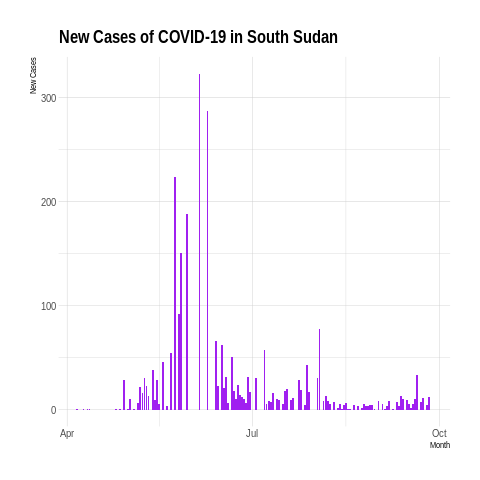 New Cases of COVID-19 in South Sudan
New Cases
300
200
100
0
Apr
Jul
Oct
Month